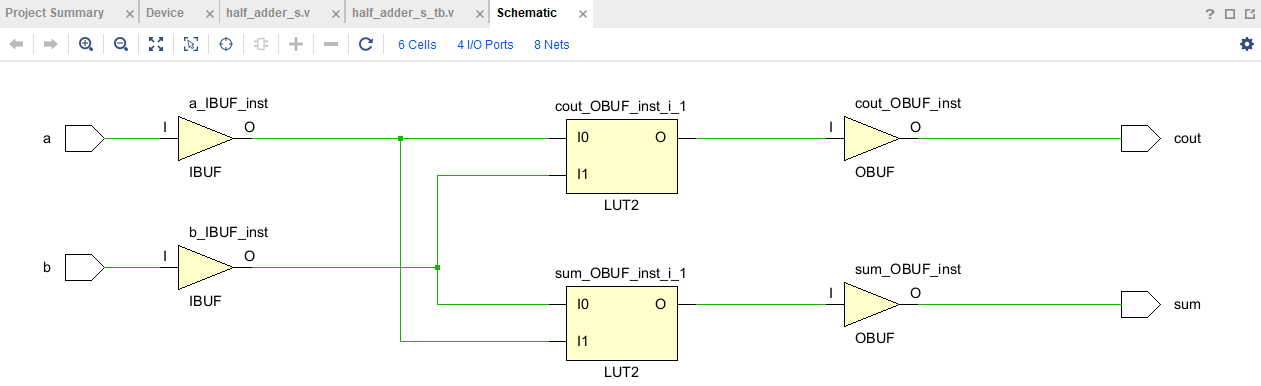 Project Summary × Device × half_adder_s.v × half_adder_s_tb.v × Schematic ×
? 
6 Cells 4 I/O Ports 8 Nets
a_IBUF_inst
cout_OBUF_inst_i_1
cout_OBUF_inst
a I O
I0 O
I O cout
I1
IBUF
OBUF
LUT2
b_IBUF_inst
b I O
sum_OBUF_inst_i_1
sum_OBUF_inst
IBUF
I0 O
I O sum
I1
OBUF
LUT2